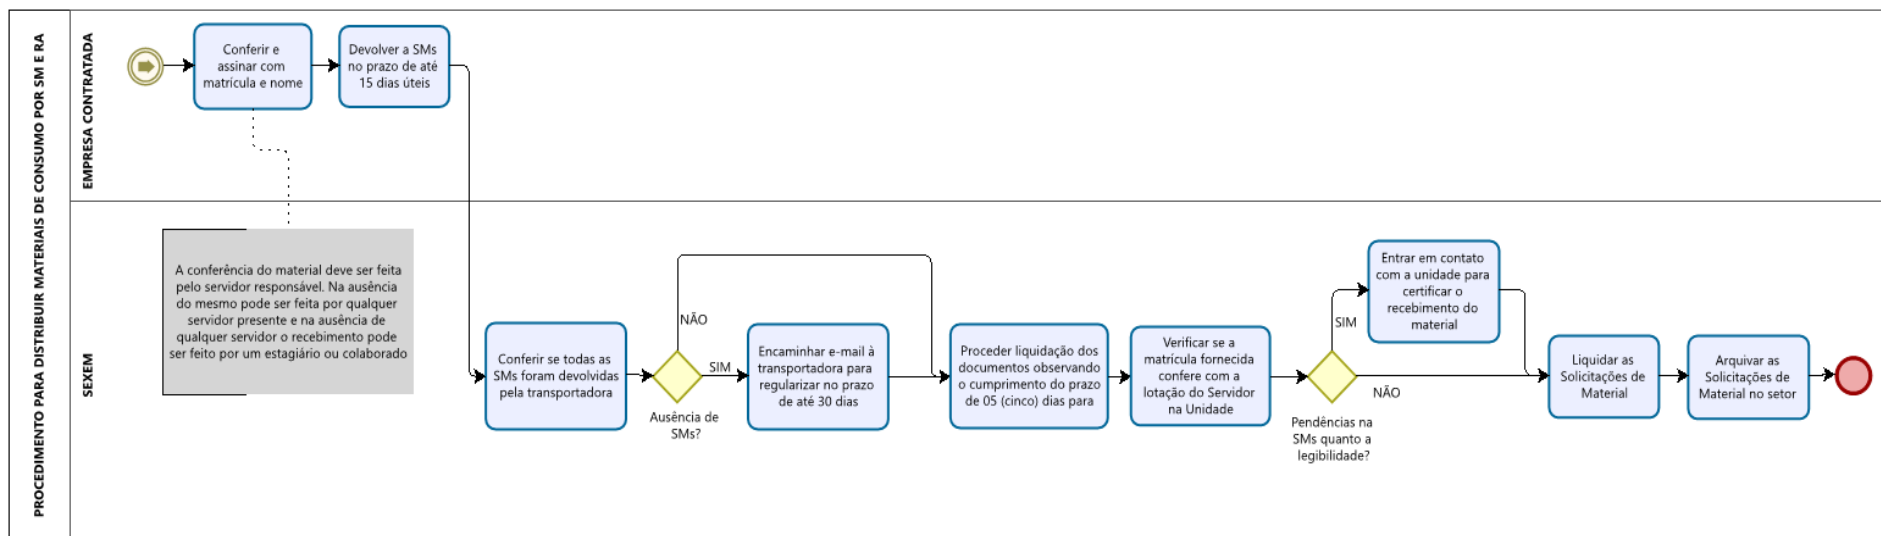 PROCEDIMENTO PARA DISTRIBUIR MATERIAIS DE CONSUMO POR SM E RA
EMPRESA CONTRATADA
Conferir e
assinar com
matrícula e nome
Devolver a SMs
no prazo de até
15 dias úteis
A conferência do material deve ser feita
pelo servidor responsável. Na ausência
do mesmo pode ser feita por qualquer
servidor presente e na ausência de
qualquer servidor o recebimento pode
ser feito por um estagiário ou colaborado
SEXEM
Conferir se todas as
SMs foram devolvidas
pela transportadora
Ausência de
SMs?
NÃO
SIM
Encaminhar e-mail à
transportadora para
regularizar no prazo
de até 30 dias
Proceder liquidação dos
documentos observando
o cumprimento do prazo
de 05 (cinco) dias para
Verificar se a
matrícula fornecida
confere com a
lotação do Servidor
na Unidade
Pendências na
SMs quanto a
legibilidade?
SIM
NÃO
Entrar em contato
com a unidade para
certificar o
recebimento do
material
Liquidar as
Solicitações de
Material
Arquivar as
Solicitações de
Material no setor